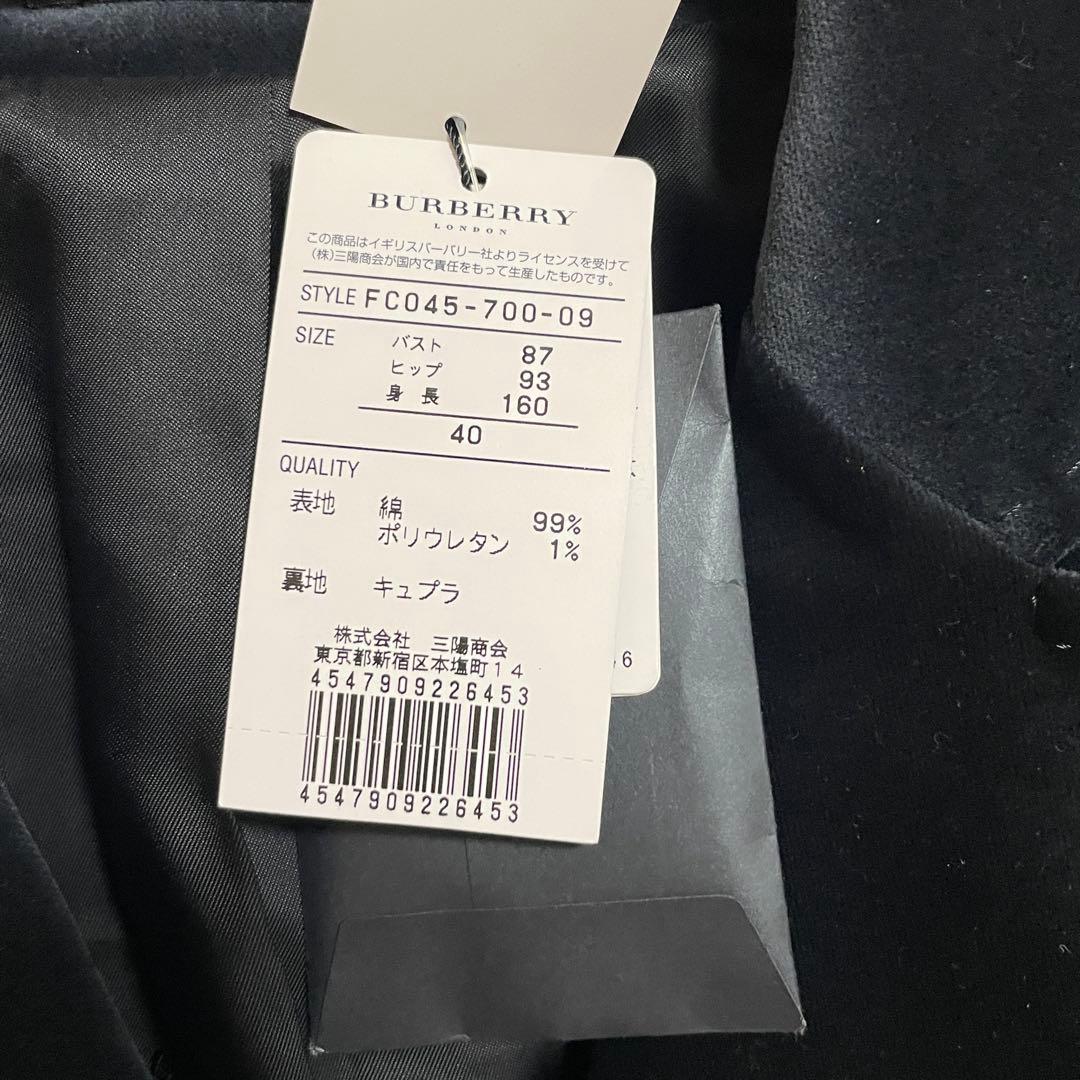 BURBERRY
LONDON
この商品はイギリスバーバリー社よりライセンスを受けて
(株)三陽商会が国内で責任をもって生産したものです。
STYLE FC045-700-09
SIZE バスト 87
ヒップ 93
身長 160
40
QUALITY
表地 綿 99%
ポリウレタン 1%
裏地 キュプラ
株式会社 三陽商会
東京都新宿区本塩町14
4547909226453
4547909226453
6